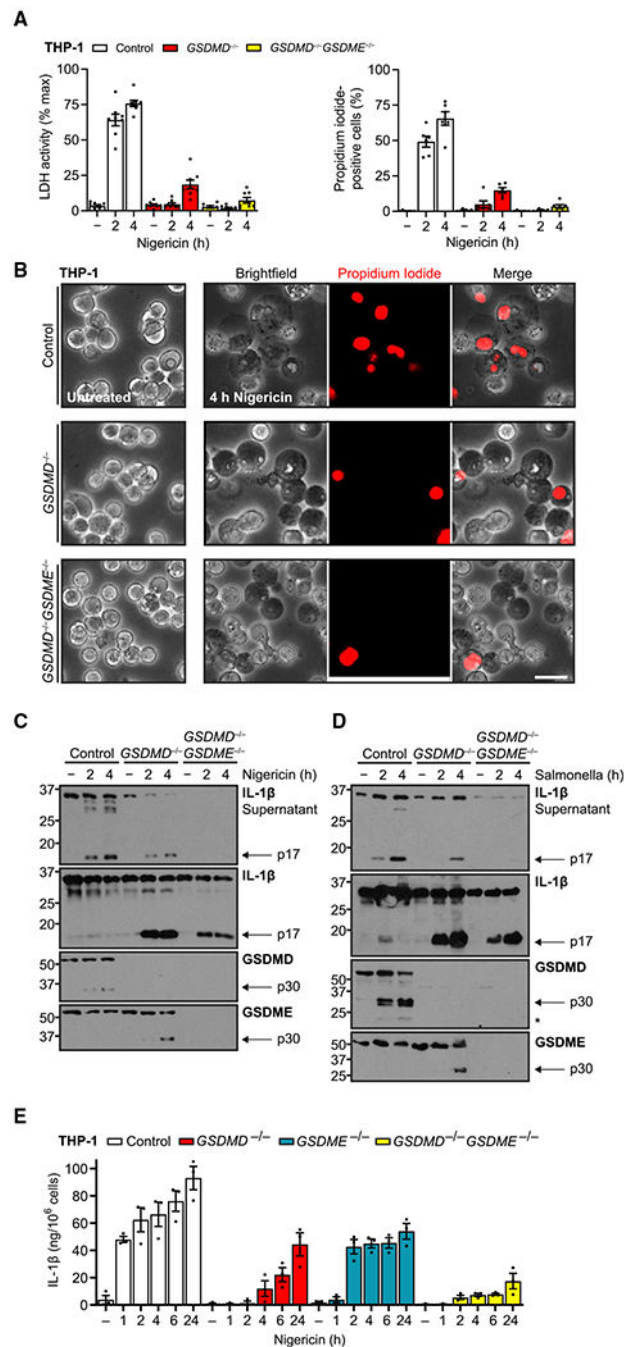 A
THP-1 Control GSDMD⁻/⁻ GSDMD⁻/⁻GSDME⁻/⁻
LDH activity (% max)
100
75
50
25
0
– 2 4 – 2 4 – 2 4
Nigericin (h)
Propidium iodide-
positive cells (%)
100
75
50
25
0
– 2 4 – 2 4 – 2 4
Nigericin (h)
B
THP-1 Brightfield Propidium Iodide Merge
Control
Untreated 4 h Nigericin
GSDMD⁻/⁻
GSDMD⁻/⁻GSDME⁻/⁻
C
GSDMD⁻/⁻
Control GSDMD⁻/⁻ GSDME⁻/⁻
– 2 4 – 2 4 – 2 4 Nigericin (h)
37
25
20
IL-1β
Supernatant
p17
37
25
20
IL-1β
p17
50
37
GSDMD
p30
50
37
GSDME
p30
D
GSDMD⁻/⁻
Control GSDMD⁻/⁻ GSDME⁻/⁻
– 2 4 – 2 4 – 2 4 Salmonella (h)
37
25
20
IL-1β
Supernatant
p17
37
25
20
IL-1β
p17
50
37
25
GSDMD
p30
*
50
37
25
GSDME
p30
E
THP-1 Control GSDMD⁻/⁻ GSDME⁻/⁻ GSDMD⁻/⁻GSDME⁻/⁻
IL-1β (ng/10⁶ cells)
100
80
60
40
20
0
– 1 2 4 6 24 – 1 2 4 6 24 – 1 2 4 6 24 – 1 2 4 6 24
Nigericin (h)